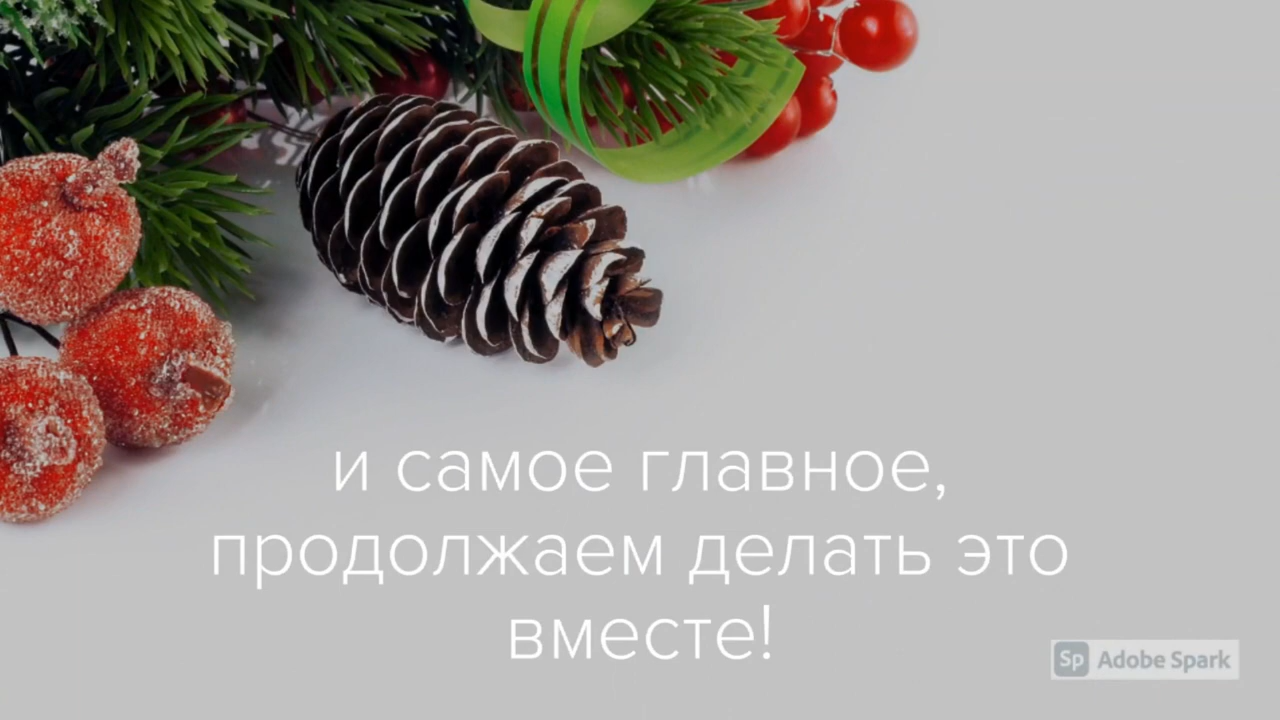 и самое главное,
продолжаем делать это
вместе!
Sp Adobe Spark